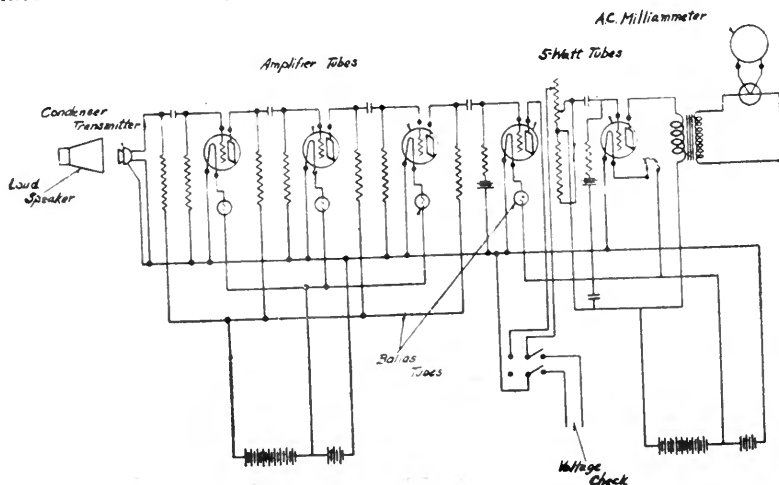 A.C. Milliammeter
5-Watt Tubes
Amplifier Tubes
Condenser
Transmitter
Loud
Speaker
Ballas
Tubes
Voltage
Check